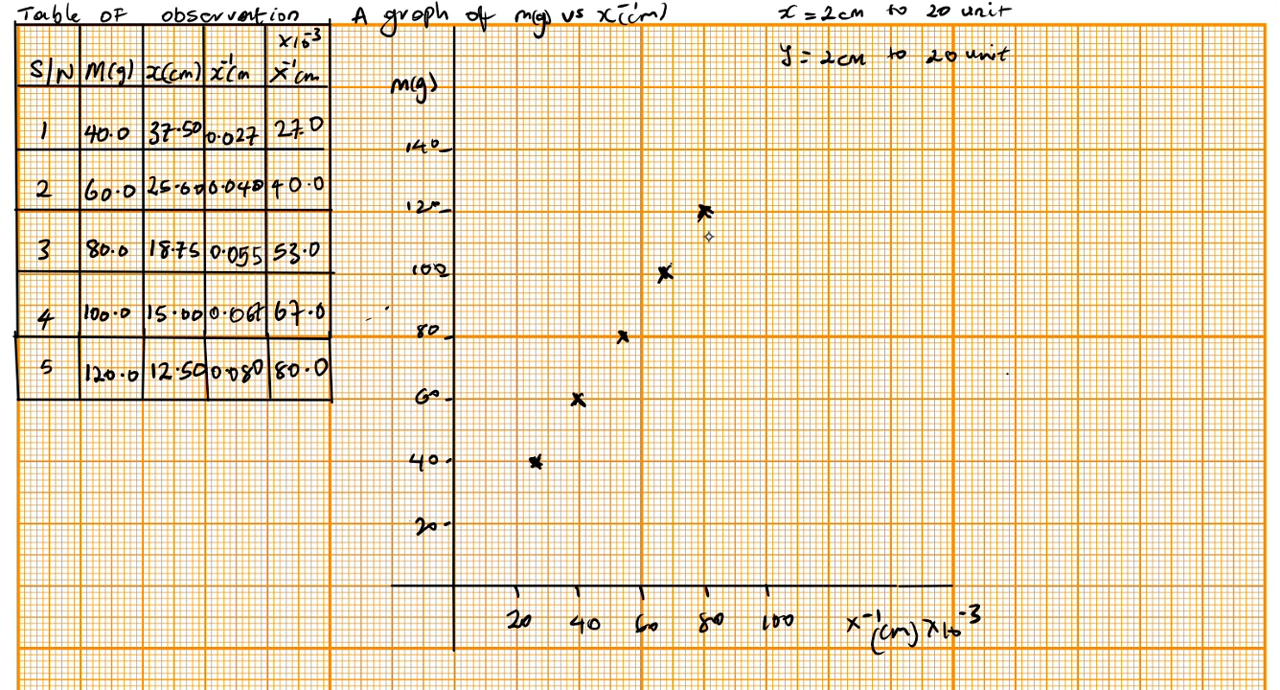 Table OF observation
A graph of m(g) vs x⁻¹(cm)
x = 2cm to 20 unit
y = 2cm to 20 unit
×10⁻³
S/N M(g) x(cm) x⁻¹cm x⁻¹cm
1 40.0 37.50 0.027 27.0
2 60.0 25.00 0.040 40.0
3 80.0 18.75 0.055 53.0
4 100.0 15.00 0.067 67.0
5 120.0 12.50 0.080 80.0
m(g)
140
120
100
80
60
40
20
20 40 60 80 100 x⁻¹(cm) ×10⁻³